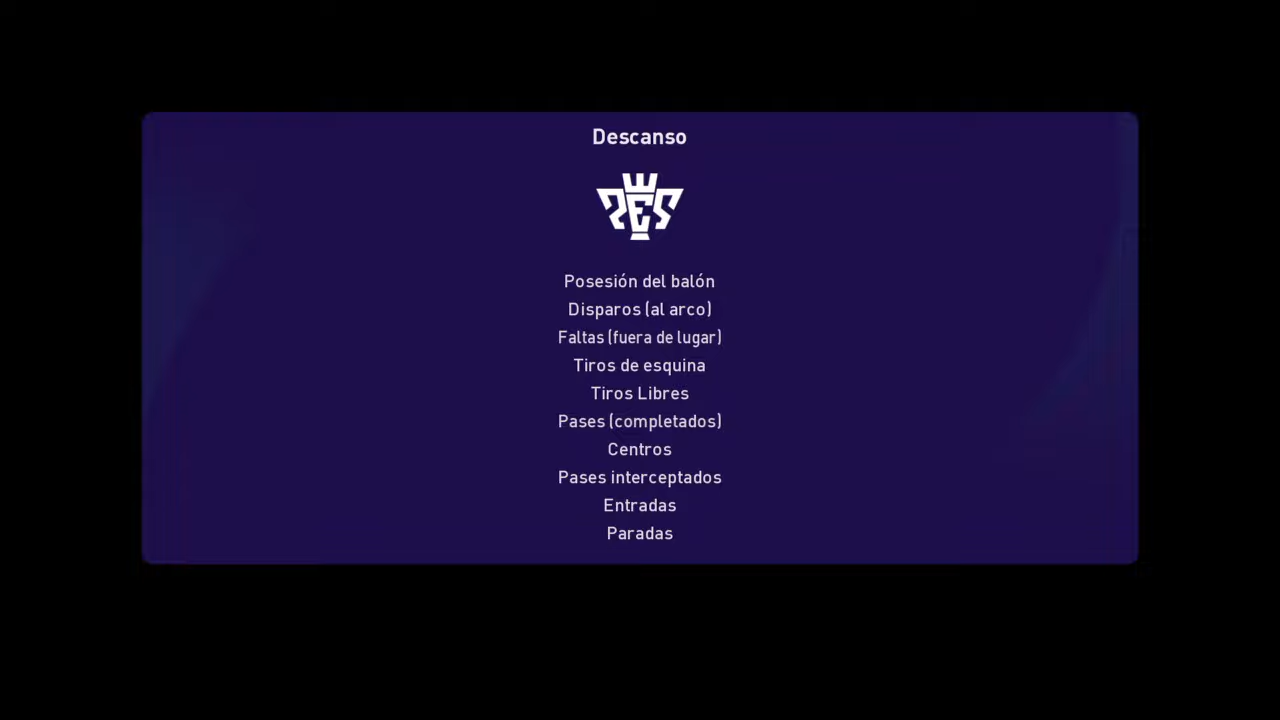 Descanso
PES
Posesión del balón
Disparos (al arco)
Faltas (fuera de lugar)
Tiros de esquina
Tiros Libres
Pases (completados)
Centros
Pases interceptados
Entradas
Paradas